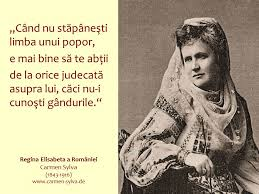 „Când nu stăpânești
limba unui popor,
e mai bine să te abții
de la orice judecată
asupra lui, căci nu-i
cunoști gândurile.“
Regina Elisabeta a României
Carmen Sylva
(1843-1916)
www.carmen-sylva.de